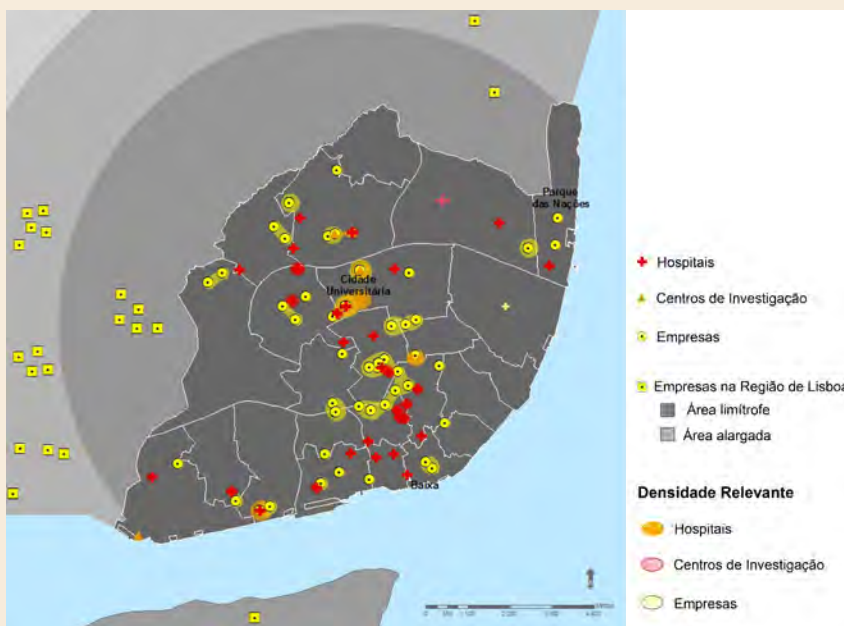 Parque
das Nações
Cidade
Universitária
Baixa
Hospitais
Centros de Investigação
Empresas
Empresas na Região de Lisboa
Área limítrofe
Área alargada
Densidade Relevante
Hospitais
Centros de Investigação
Empresas